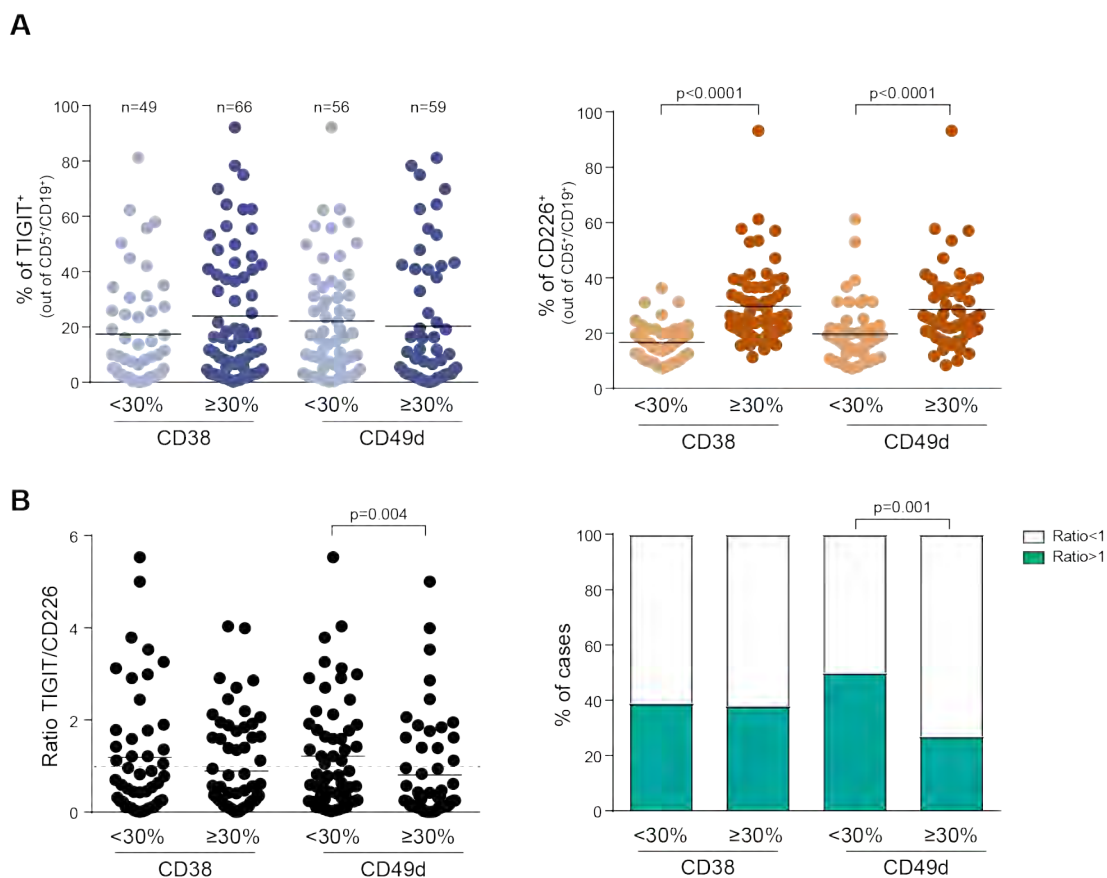 A
n=49 n=66 n=56 n=59
% of TIGIT⁺
(out of CD5⁺/CD19⁺)
100
80
60
40
20
0
<30% ≥30% <30% ≥30%
CD38 CD49d
p<0.0001 p<0.0001
% of CD226⁺
(out of CD5⁺/CD19⁺)
100
80
60
40
20
0
<30% ≥30% <30% ≥30%
CD38 CD49d
B
p=0.004
Ratio TIGIT/CD226
6
4
2
0
<30% ≥30% <30% ≥30%
CD38 CD49d
p=0.001
% of cases
100
80
60
40
20
0
Ratio<1
Ratio>1
<30% ≥30% <30% ≥30%
CD38 CD49d